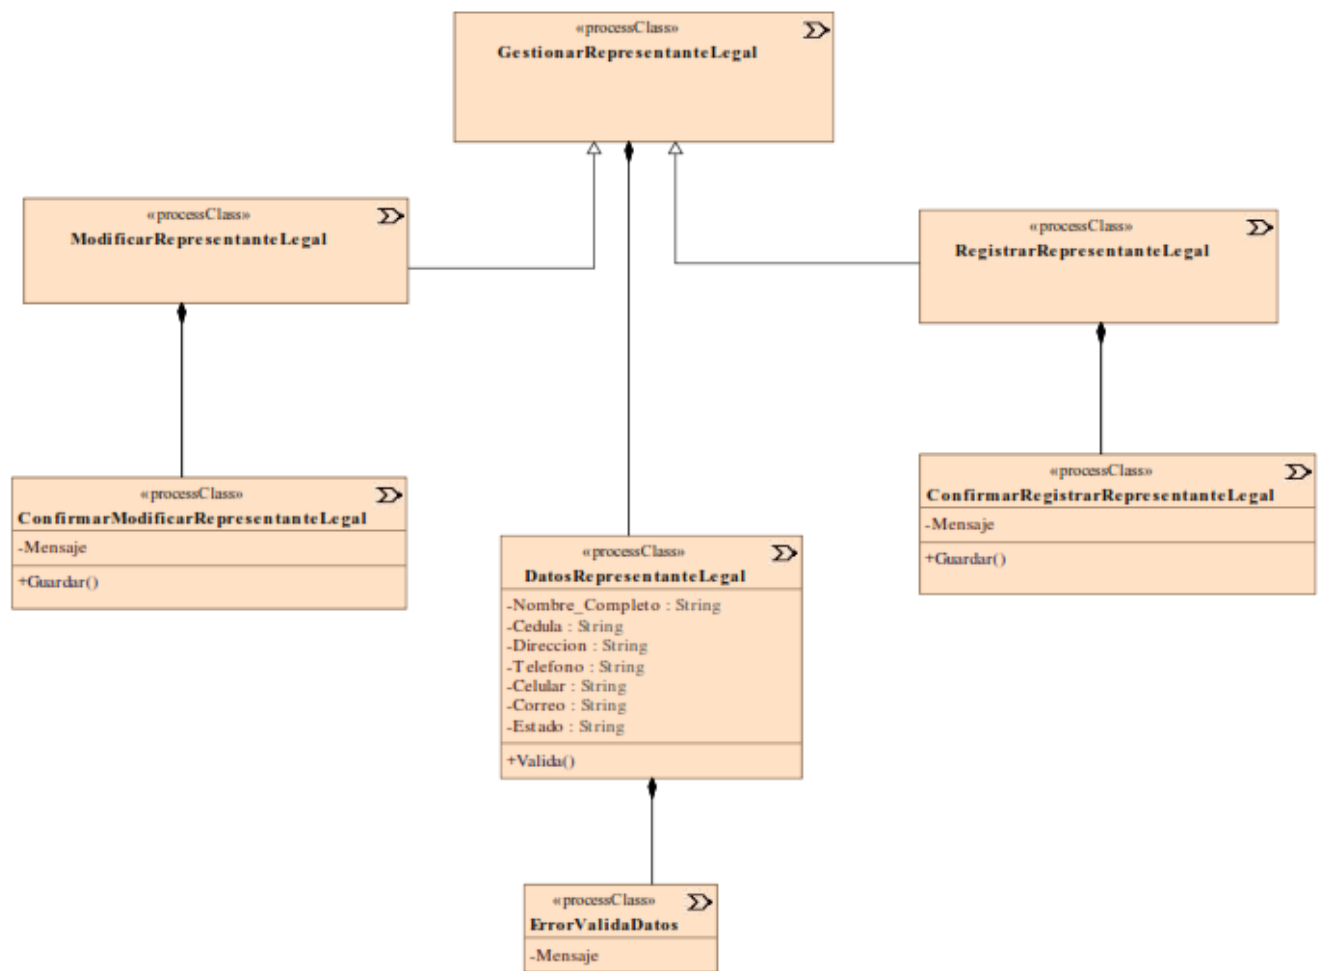 «processClass»
GestionarRepresentanteLegal
«processClass»
ModificarRepresentanteLegal
«processClass»
RegistrarRepresentanteLegal
«processClass»
ConfirmarModificarRepresentanteLegal
-Mensaje
+Guardar()
«processClass»
ConfirmarRegistrarRepresentanteLegal
-Mensaje
+Guardar()
«processClass»
DatosRepresentanteLegal
-Nombre_Completo : String
-Cedula : String
-Direccion : String
-Telefono : String
-Celular : String
-Correo : String
-Estado : String
+Valida()
«processClass»
ErrorValidaDatos
-Mensaje